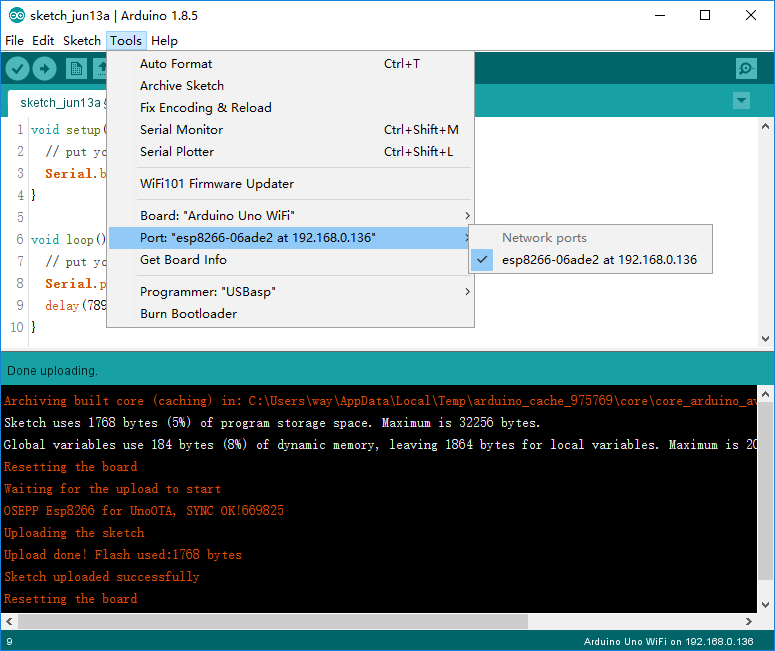 sketch_jun13a | Arduino 1.8.5
File Edit Sketch Tools Help
Auto Format Ctrl+T
Archive Sketch
Fix Encoding & Reload
Serial Monitor Ctrl+Shift+M
Serial Plotter Ctrl+Shift+L
WiFi101 Firmware Updater
Board: "Arduino Uno WiFi"
Port: "esp8266-06ade2 at 192.168.0.136"
Get Board Info
Programmer: "USBasp"
Burn Bootloader
Network ports
esp8266-06ade2 at 192.168.0.136
sketch_jun13a
1 void setup(
2 // put yo
3 Serial.b
4 }
5
6 void loop()
7 // put yo
8 Serial.p
9 delay(789
10 }
Done uploading.
Archiving built core (caching) in: C:\Users\way\AppData\Local\Temp\arduino_cache_975769\core\core_arduino_av
Sketch uses 1768 bytes (5%) of program storage space. Maximum is 32256 bytes.
Global variables use 184 bytes (8%) of dynamic memory, leaving 1864 bytes for local variables. Maximum is 20
Resetting the board
Waiting for the upload to start
OSEPP Esp8266 for UnoOTA, SYNC OK!669825
Uploading the sketch
Upload done! Flash used:1768 bytes
Sketch uploaded successfully
Resetting the board
9 Arduino Uno WiFi on 192.168.0.136